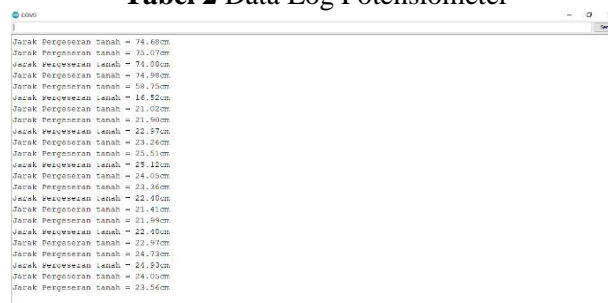 Tabel 2 Data Log Potensiometer
Jarak Pergeseran tanah = 74.68cm
Jarak Pergeseran tanah = 75.07cm
Jarak Pergeseran tanah = 74.00cm
Jarak Pergeseran tanah = 74.98cm
Jarak Pergeseran tanah = 58.75cm
Jarak Pergeseran tanah = 16.52cm
Jarak Pergeseran tanah = 21.02cm
Jarak Pergeseran tanah = 21.90cm
Jarak Pergeseran tanah = 22.97cm
Jarak Pergeseran tanah = 23.26cm
Jarak Pergeseran tanah = 25.51cm
Jarak Pergeseran tanah = 25.12cm
Jarak Pergeseran tanah = 24.05cm
Jarak Pergeseran tanah = 23.36cm
Jarak Pergeseran tanah = 22.48cm
Jarak Pergeseran tanah = 21.41cm
Jarak Pergeseran tanah = 21.99cm
Jarak Pergeseran tanah = 22.48cm
Jarak Pergeseran tanah = 22.97cm
Jarak Pergeseran tanah = 24.73cm
Jarak Pergeseran tanah = 24.93cm
Jarak Pergeseran tanah = 24.05cm
Jarak Pergeseran tanah = 23.56cm